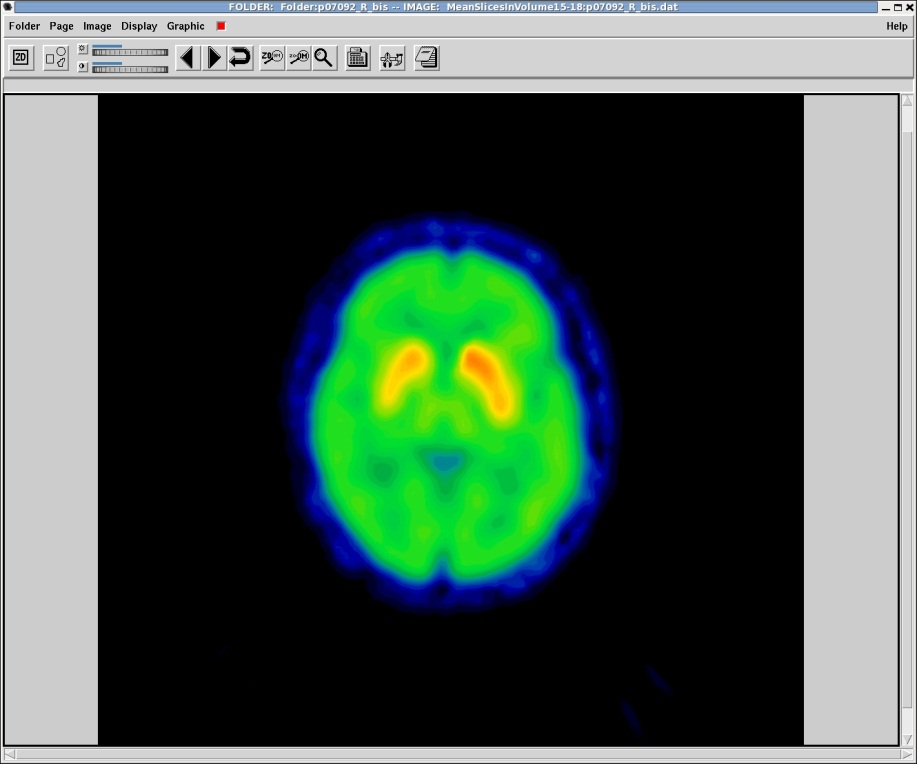 FOLDER: Folder:p07092_R_bis -- IMAGE: MeanSlicesInVolume15-18:p07092_R_bis.dat
Folder Page Image Display Graphic Help
2D